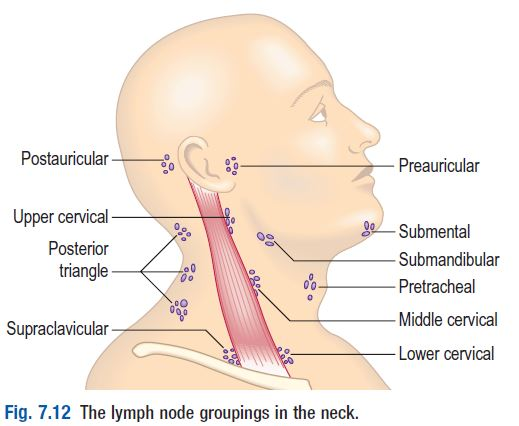 Postauricular
Upper cervical
Posterior
triangle
Supraclavicular
Preauricular
Submental
Submandibular
Pretracheal
Middle cervical
Lower cervical
Fig. 7.12 The lymph node groupings in the neck.